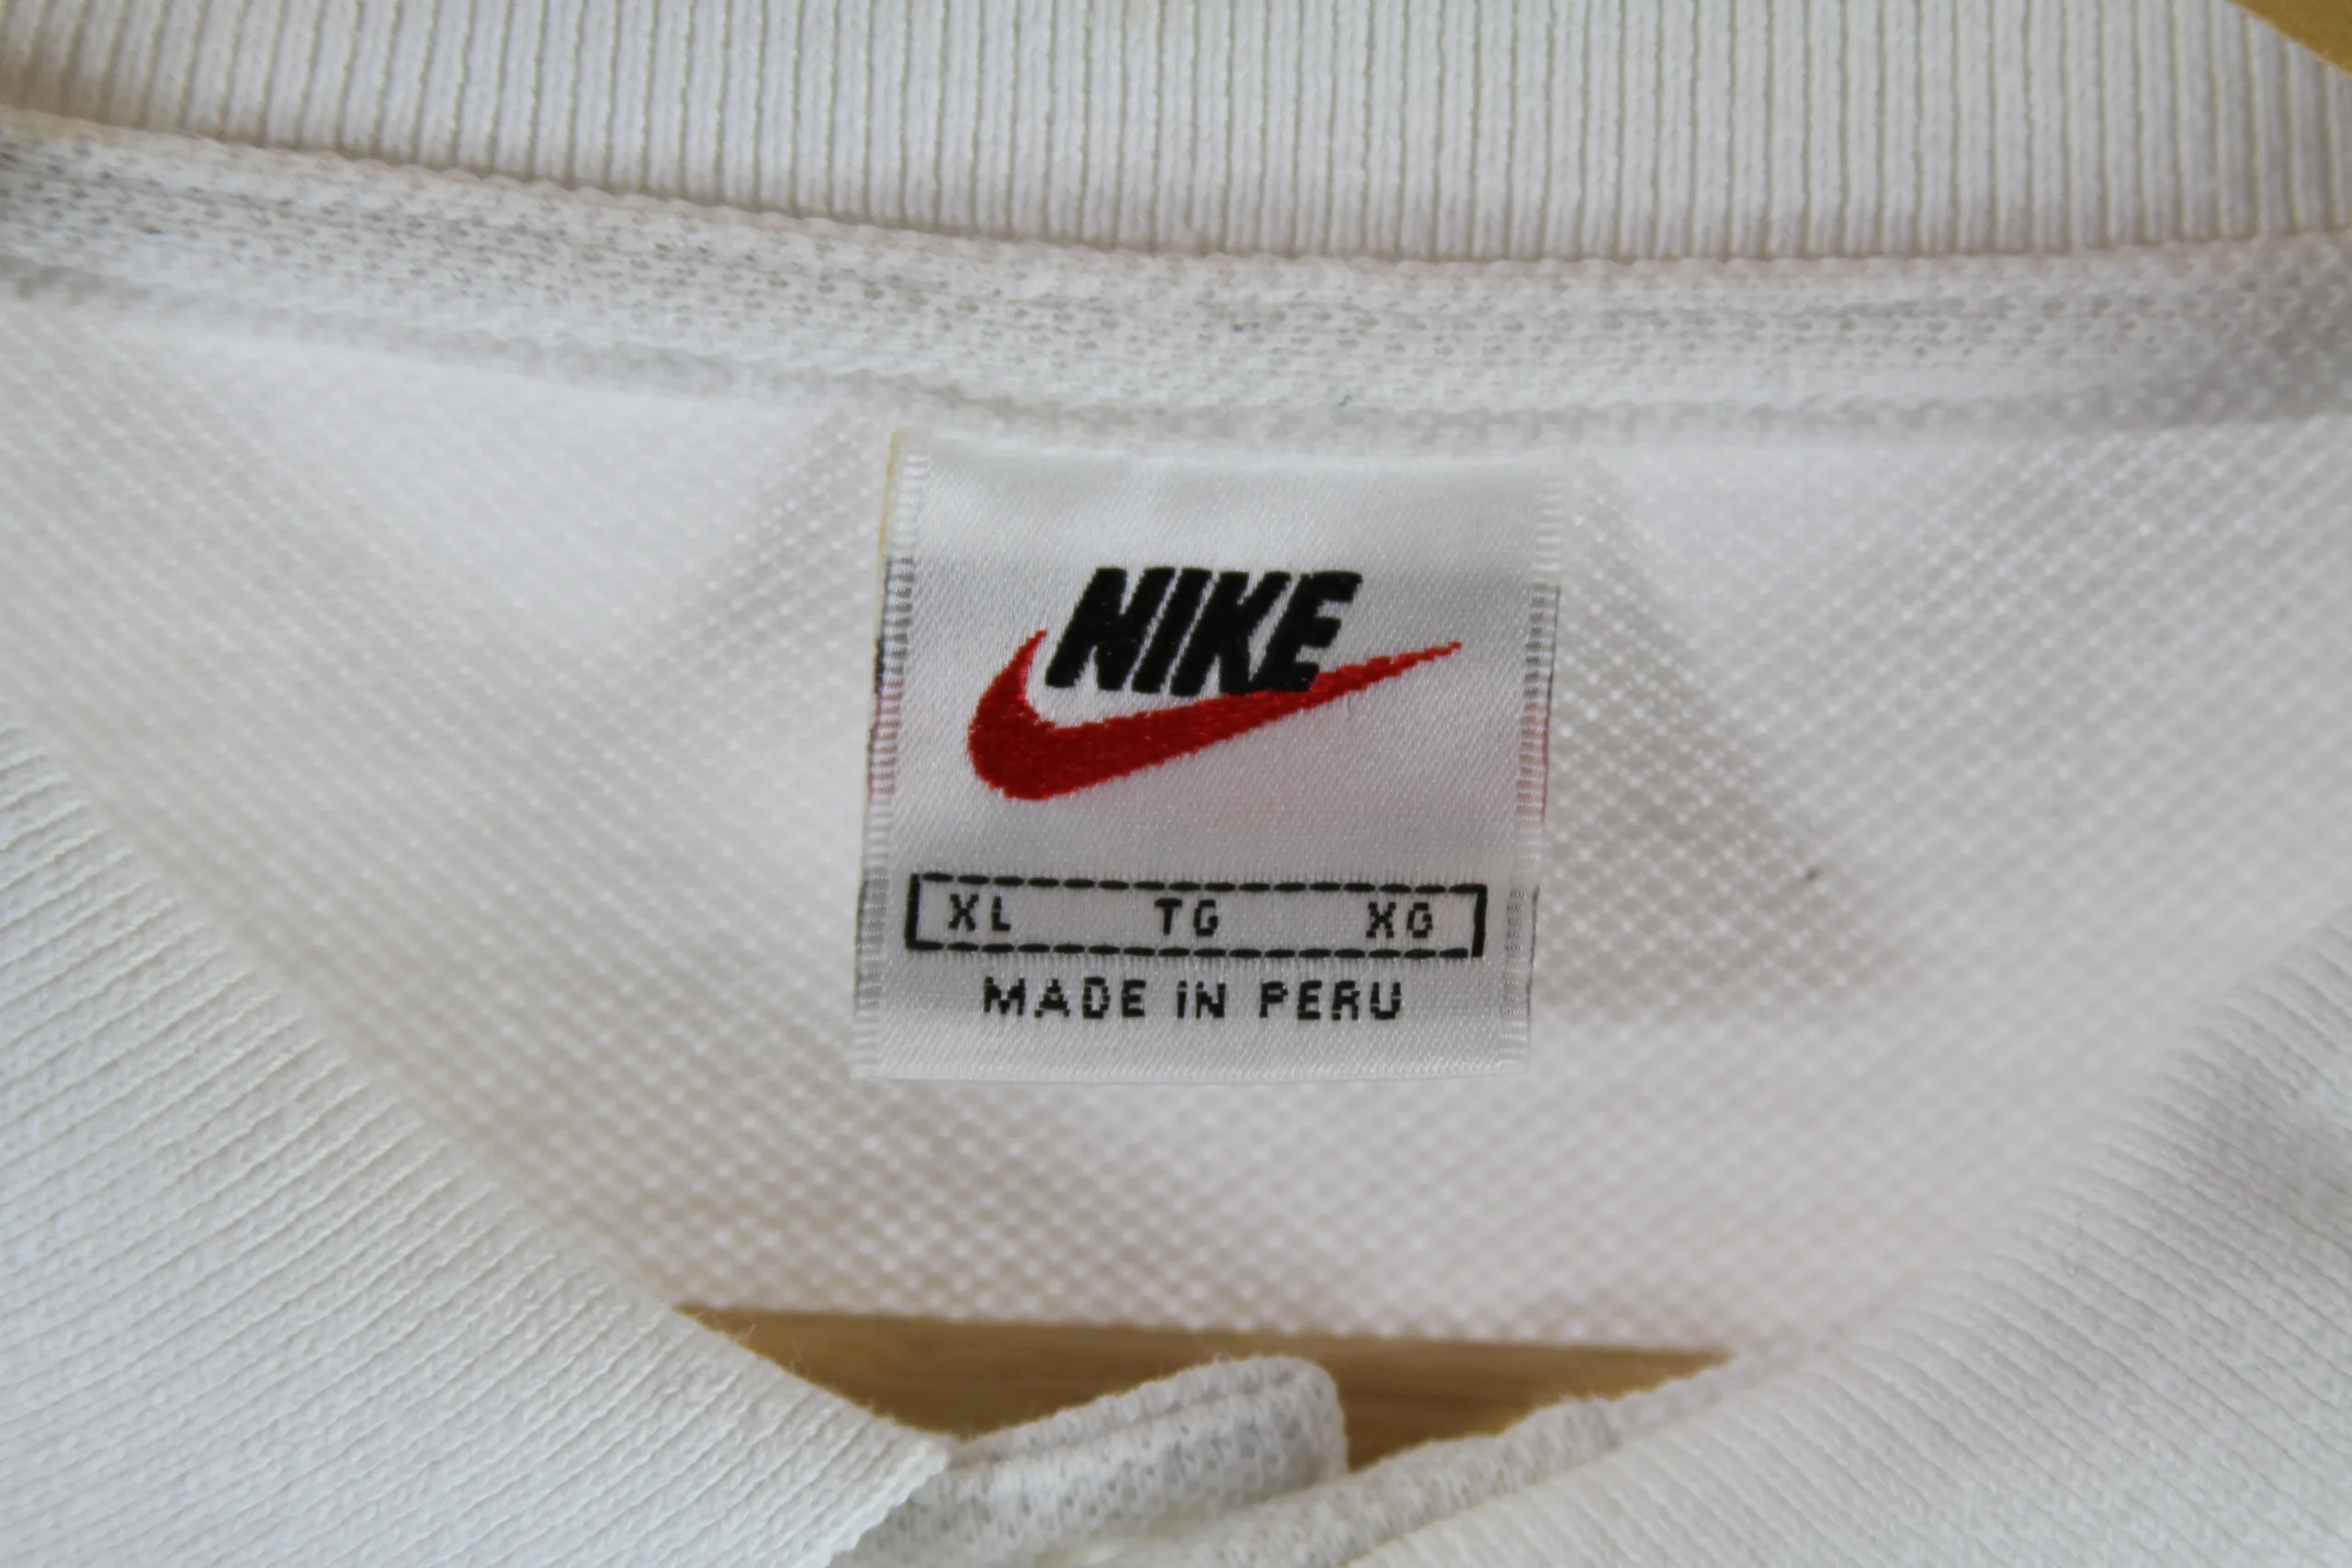 NIKE
XL TG XG
MADE IN PERU